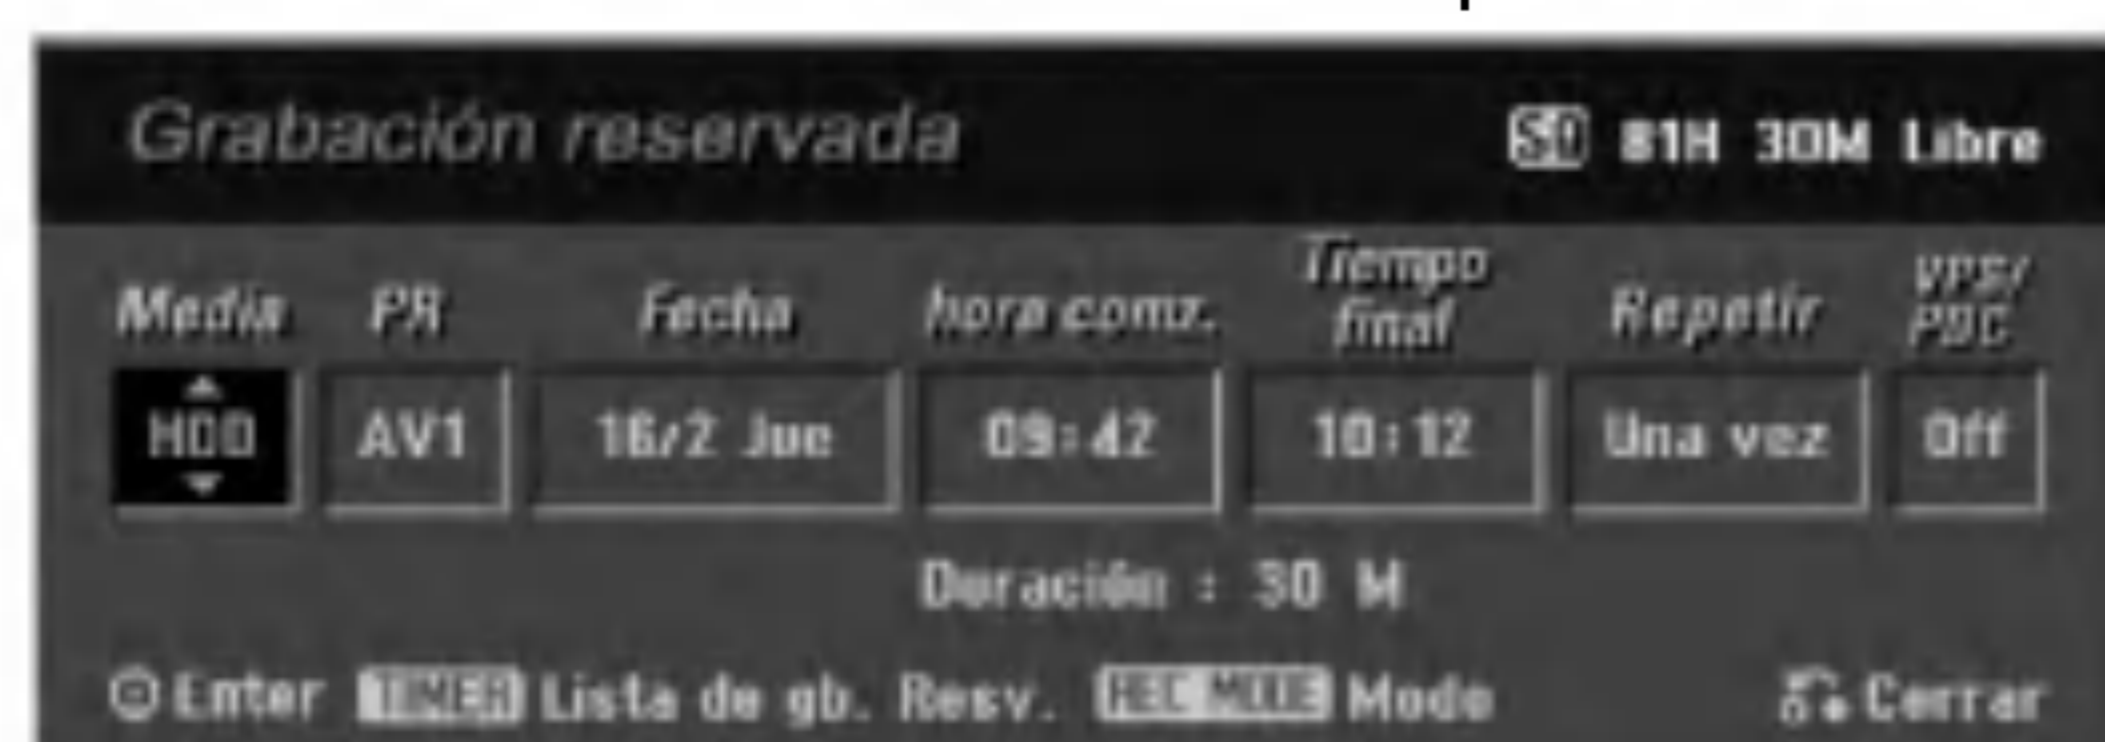 Grabación reservada SQ 81H 30M Libre
Media PR Fecha hora comz. Tiempo final Repetir VPS/ PDC
HDD AV1 16/2 Jue 09:42 10:12 Una vez Off
Duración : 30 M
Enter TIMER Lista de gb. Resv. REC MODE Modo Cerrar